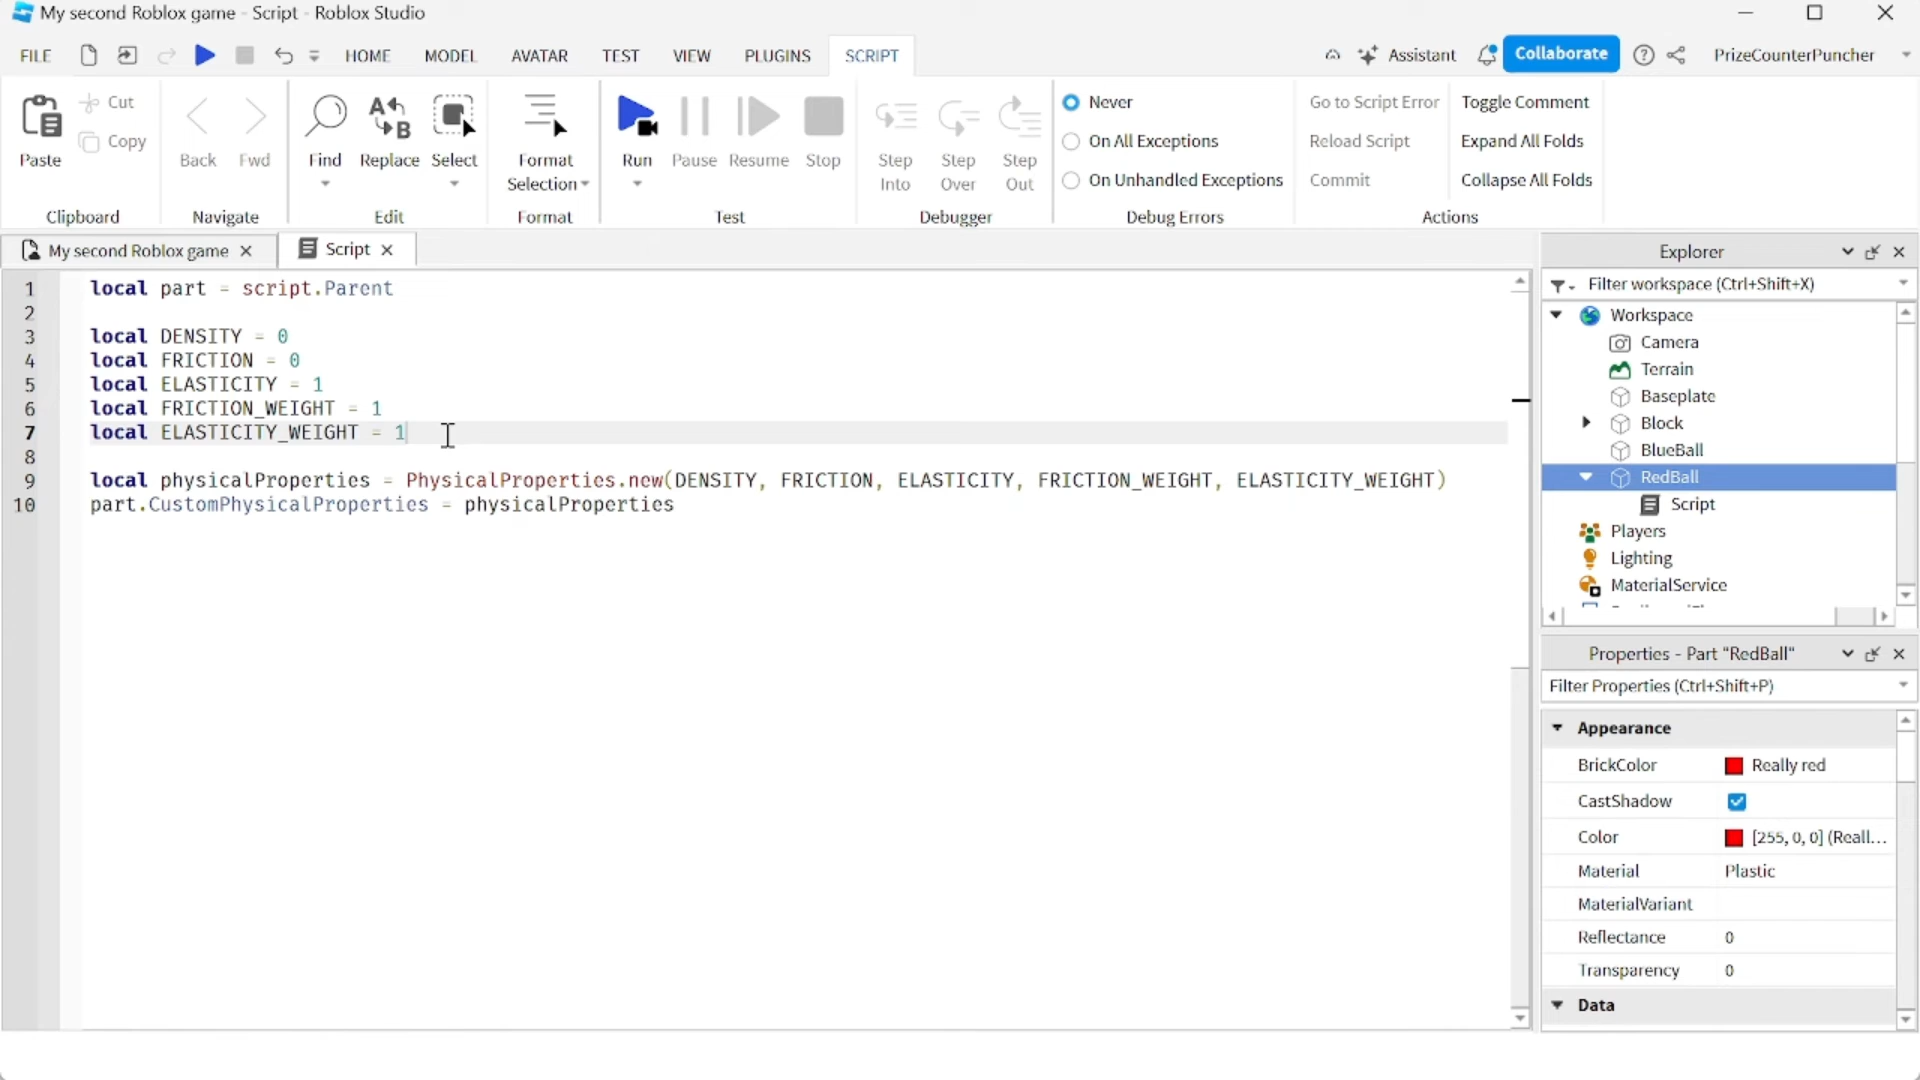 My second Roblox game - Script - Roblox Studio
FILE HOME MODEL AVATAR TEST VIEW PLUGINS SCRIPT Assistant Collaborate PrizeCounterPuncher
Paste Cut Copy
Back Fwd
Find Replace Select
Format Selection
Run Pause Resume Stop
Step Into Step Over Step Out
Never
On All Exceptions
On Unhandled Exceptions
Go to Script Error
Reload Script
Commit
Toggle Comment
Expand All Folds
Collapse All Folds
Clipboard Navigate Edit Format Test Debugger Debug Errors Actions
My second Roblox game × Script ×
1 local part = script.Parent
2
3 local DENSITY = 0
4 local FRICTION = 0
5 local ELASTICITY = 1
6 local FRICTION_WEIGHT = 1
7 local ELASTICITY_WEIGHT = 1
8
9 local physicalProperties = PhysicalProperties.new(DENSITY, FRICTION, ELASTICITY, FRICTION_WEIGHT, ELASTICITY_WEIGHT)
10 part.CustomPhysicalProperties = physicalProperties
Explorer
Filter workspace (Ctrl+Shift+X)
Workspace
Camera
Terrain
Baseplate
Block
BlueBall
RedBall
Script
Players
Lighting
MaterialService
Properties - Part "RedBall"
Filter Properties (Ctrl+Shift+P)
Appearance
BrickColor Really red
CastShadow
Color [255, 0, 0] (Reall...
Material Plastic
MaterialVariant
Reflectance 0
Transparency 0
Data